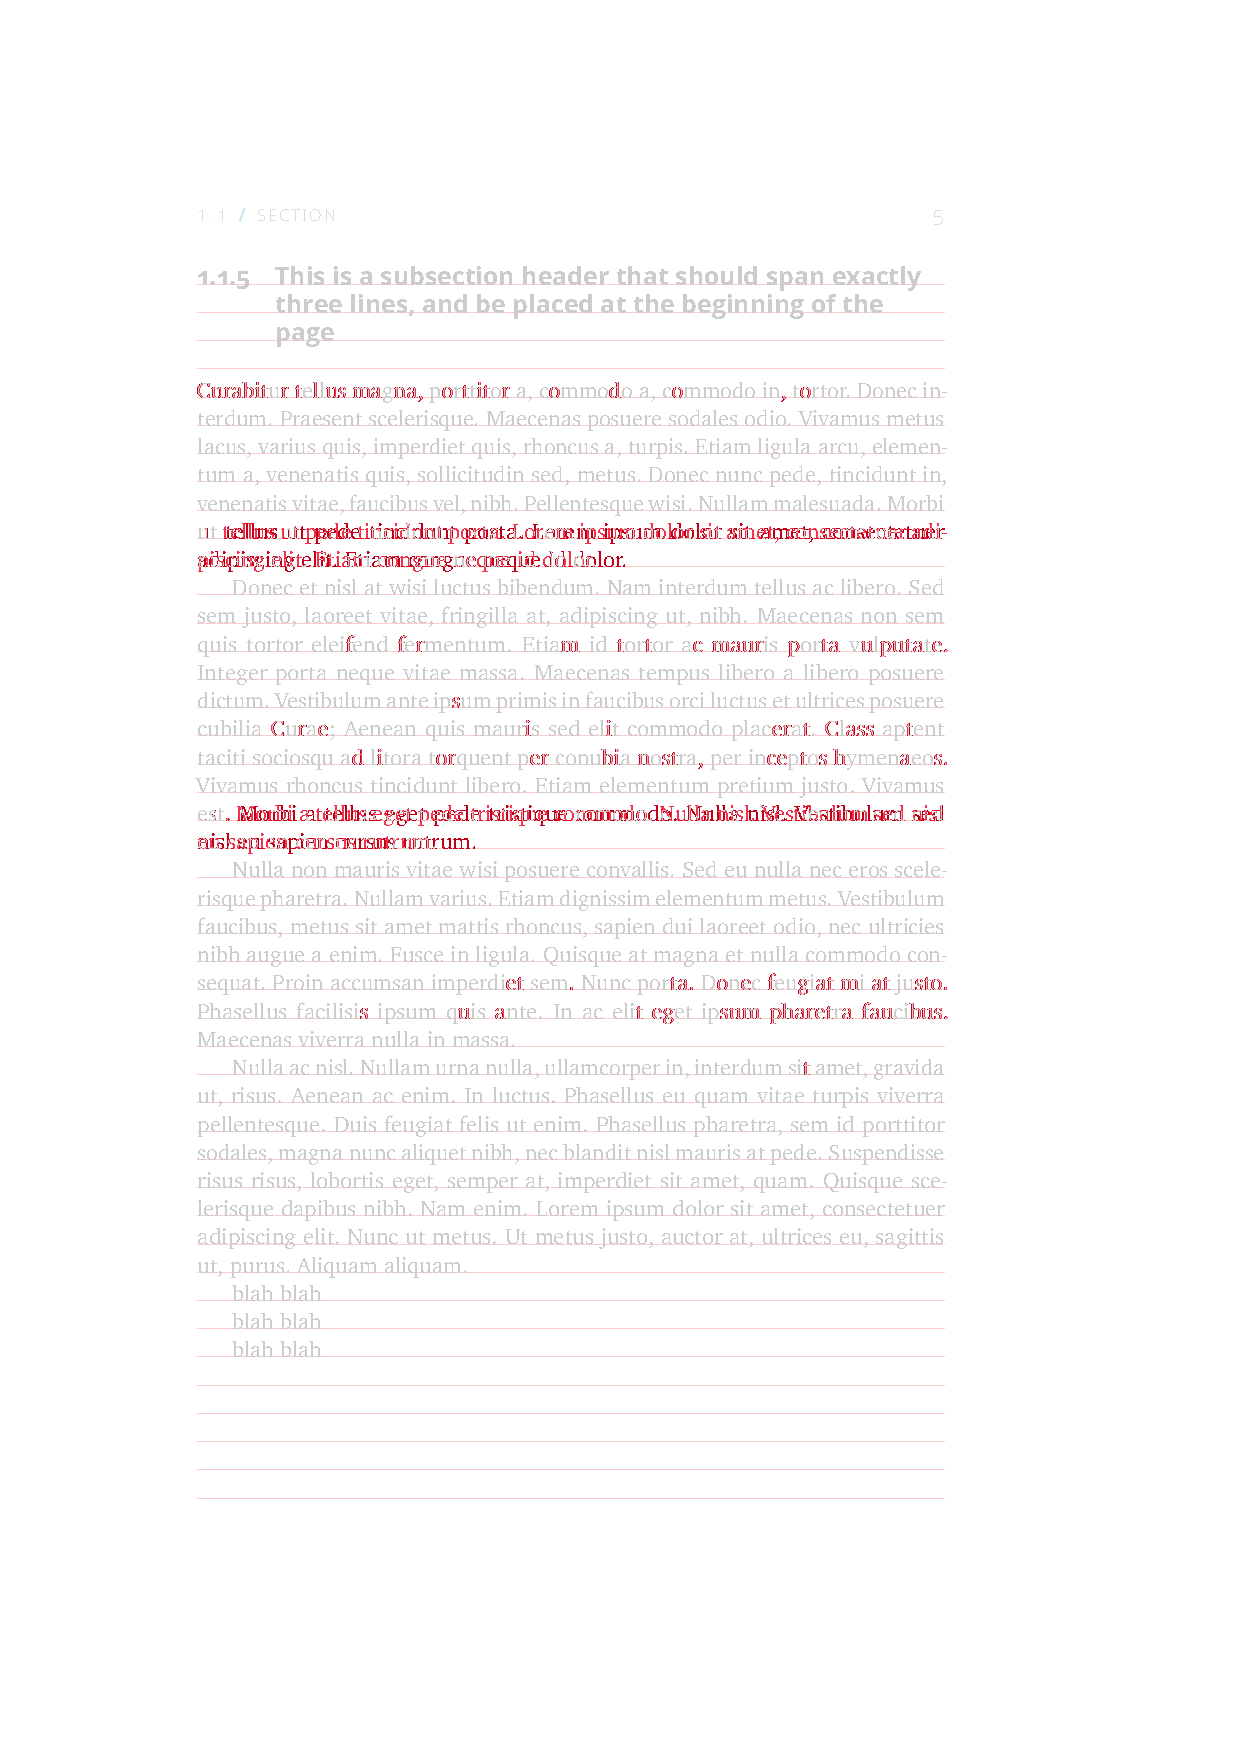 1.1 / SECTION 5
1.1.5 This is a subsection header that should span exactly
three lines, and be placed at the beginning of the
page
Curabitur tellus magna, porttitor a, commodo a, commodo in, tortor. Donec in-
terdum. Praesent scelerisque. Maecenas posuere sodales odio. Vivamus metus
lacus, varius quis, imperdiet quis, rhoncus a, turpis. Etiam ligula arcu, elemen-
tum a, venenatis quis, sollicitudin sed, metus. Donec nunc pede, tincidunt in,
venenatis vitae, faucibus vel, nibh. Pellentesque wisi. Nullam malesuada. Morbi
ut tellus ut pede tincidunt porta. Lorem ipsum dolor sit amet, consectetuer
adipiscing elit. Etiam congue neque id dolor.
Donec et nisl at wisi luctus bibendum. Nam interdum tellus ac libero. Sed
sem justo, laoreet vitae, fringilla at, adipiscing ut, nibh. Maecenas non sem
quis tortor eleifend fermentum. Etiam id tortor ac mauris porta vulputate.
Integer porta neque vitae massa. Maecenas tempus libero a libero posuere
dictum. Vestibulum ante ipsum primis in faucibus orci luctus et ultrices posuere
cubilia Curae; Aenean quis mauris sed elit commodo placerat. Class aptent
taciti sociosqu ad litora torquent per conubia nostra, per inceptos hymenaeos.
Vivamus rhoncus tincidunt libero. Etiam elementum pretium justo. Vivamus
est. Morbi a tellus eget pede tristique commodo. Nulla nisl. Vestibulum sed
nisl eu sapien cursus rutrum.
Nulla non mauris vitae wisi posuere convallis. Sed eu nulla nec eros scele-
risque pharetra. Nullam varius. Etiam dignissim elementum metus. Vestibulum
faucibus, metus sit amet mattis rhoncus, sapien dui laoreet odio, nec ultricies
nibh augue a enim. Fusce in ligula. Quisque at magna et nulla commodo con-
sequat. Proin accumsan imperdiet sem. Nunc porta. Donec feugiat mi at justo.
Phasellus facilisis ipsum quis ante. In ac elit eget ipsum pharetra faucibus.
Maecenas viverra nulla in massa.
Nulla ac nisl. Nullam urna nulla, ullamcorper in, interdum sit amet, gravida
ut, risus. Aenean ac enim. In luctus. Phasellus eu quam vitae turpis viverra
pellentesque. Duis feugiat felis ut enim. Phasellus pharetra, sem id porttitor
sodales, magna nunc aliquet nibh, nec blandit nisl mauris at pede. Suspendisse
risus risus, lobortis eget, semper at, imperdiet sit amet, quam. Quisque sce-
lerisque dapibus nibh. Nam enim. Lorem ipsum dolor sit amet, consectetuer
adipiscing elit. Nunc ut metus. Ut metus justo, auctor at, ultrices eu, sagittis
ut, purus. Aliquam aliquam.
blah blah
blah blah
blah blah